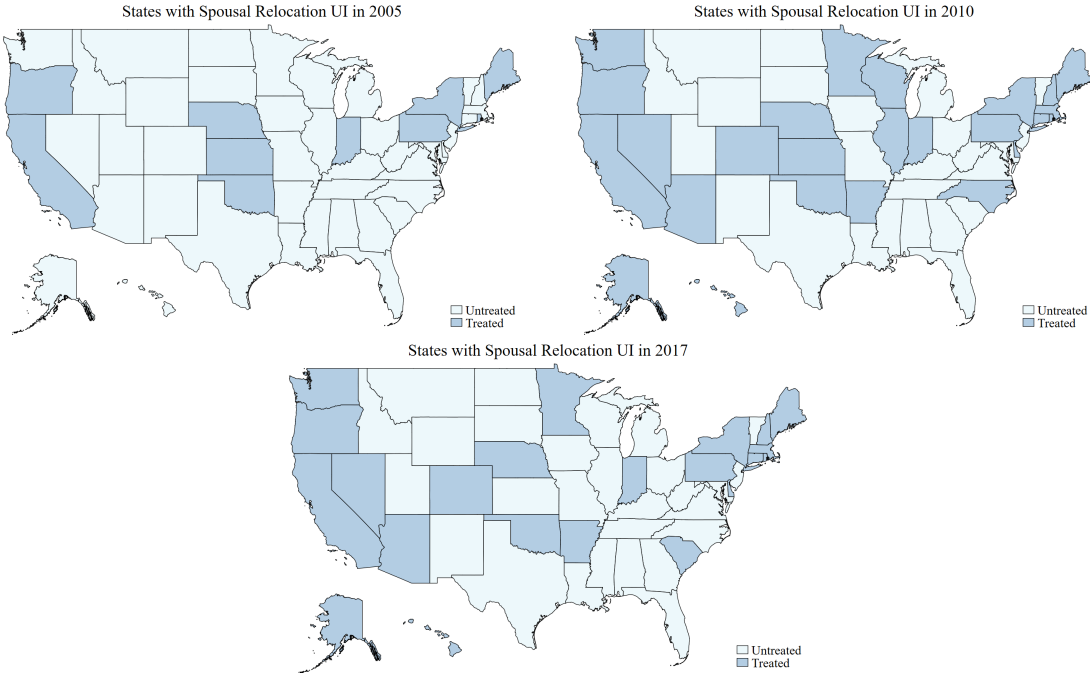 States with Spousal Relocation UI in 2005
Untreated
Treated
States with Spousal Relocation UI in 2010
Untreated
Treated
States with Spousal Relocation UI in 2017
Untreated
Treated